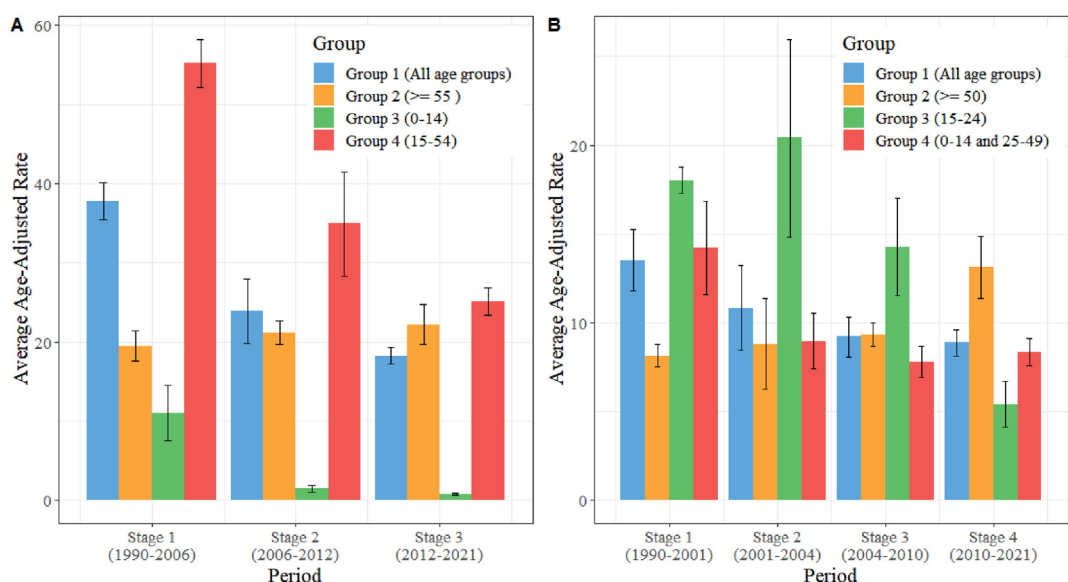 A
Average Age-Adjusted Rate
60
40
20
0
Group
Group 1 (All age groups)
Group 2 (>= 55 )
Group 3 (0-14)
Group 4 (15-54)
Stage 1
(1990-2006)
Stage 2
(2006-2012)
Stage 3
(2012-2021)
Period
B
Average Age-Adjusted Rate
20
10
0
Group
Group 1 (All age groups)
Group 2 (>= 50)
Group 3 (15-24)
Group 4 (0-14 and 25-49)
Stage 1
(1990-2001)
Stage 2
(2001-2004)
Stage 3
(2004-2010)
Stage 4
(2010-2021)
Period